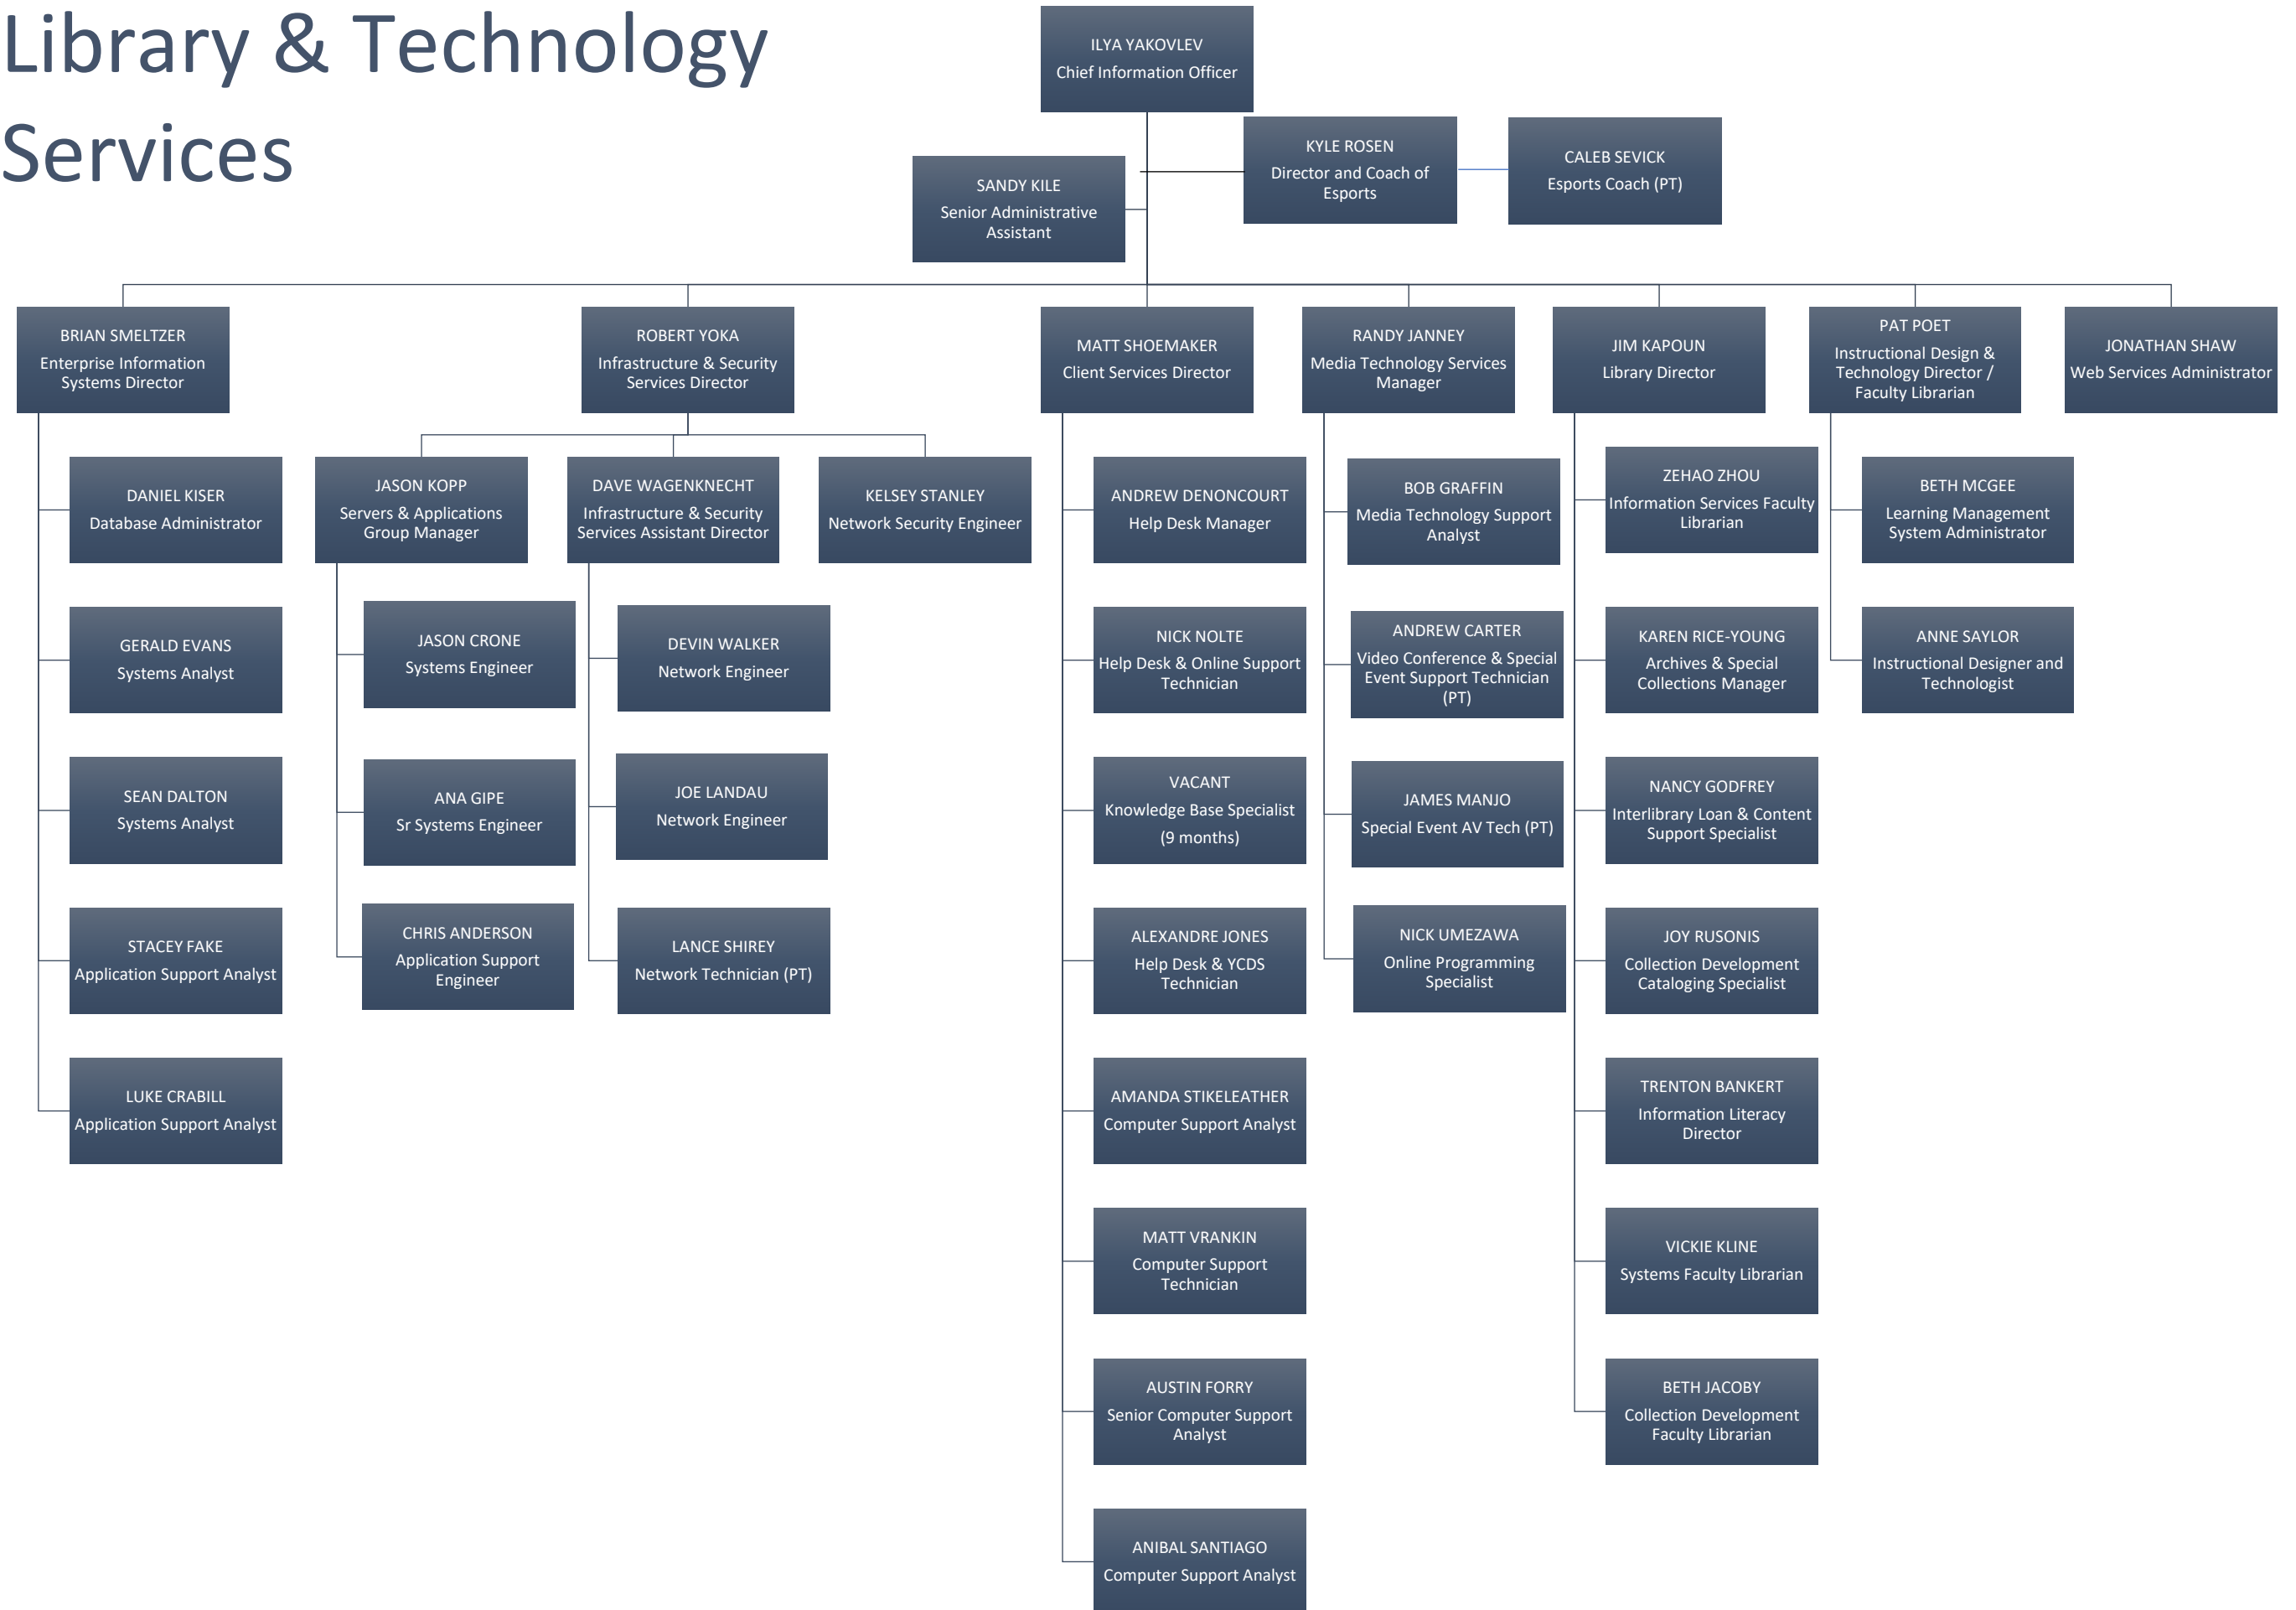 Library & Technology
Services
ILYA YAKOVLEV
Chief Information Officer
KYLE ROSEN
Director and Coach of
Esports
CALEB SEVICK
Esports Coach (PT)
SANDY KILE
Senior Administrative
Assistant
BRIAN SMELTZER
Enterprise Information
Systems Director
ROBERT YOKA
Infrastructure & Security
Services Director
MATT SHOEMAKER
Client Services Director
RANDY JANNEY
Media Technology Services
Manager
JIM KAPOUN
Library Director
PAT POET
Instructional Design &
Technology Director /
Faculty Librarian
JONATHAN SHAW
Web Services Administrator
DANIEL KISER
Database Administrator
GERALD EVANS
Systems Analyst
SEAN DALTON
Systems Analyst
STACEY FAKE
Application Support Analyst
LUKE CRABILL
Application Support Analyst
JASON KOPP
Servers & Applications
Group Manager
JASON CRONE
Systems Engineer
ANA GIPE
Sr Systems Engineer
CHRIS ANDERSON
Application Support
Engineer
DAVE WAGENKNECHT
Infrastructure & Security
Services Assistant Director
DEVIN WALKER
Network Engineer
JOE LANDAU
Network Engineer
LANCE SHIREY
Network Technician (PT)
KELSEY STANLEY
Network Security Engineer
ANDREW DENONCOURT
Help Desk Manager
NICK NOLTE
Help Desk & Online Support
Technician
VACANT
Knowledge Base Specialist
(9 months)
ALEXANDRE JONES
Help Desk & YCDS
Technician
AMANDA STIKELEATHER
Computer Support Analyst
MATT VRANKIN
Computer Support
Technician
AUSTIN FORRY
Senior Computer Support
Analyst
ANIBAL SANTIAGO
Computer Support Analyst
BOB GRAFFIN
Media Technology Support
Analyst
ANDREW CARTER
Video Conference & Special
Event Support Technician
(PT)
JAMES MANJO
Special Event AV Tech (PT)
NICK UMEZAWA
Online Programming
Specialist
ZEHAO ZHOU
Information Services Faculty
Librarian
KAREN RICE-YOUNG
Archives & Special
Collections Manager
NANCY GODFREY
Interlibrary Loan & Content
Support Specialist
JOY RUSONIS
Collection Development
Cataloging Specialist
TRENTON BANKERT
Information Literacy
Director
VICKIE KLINE
Systems Faculty Librarian
BETH JACOBY
Collection Development
Faculty Librarian
BETH MCGEE
Learning Management
System Administrator
ANNE SAYLOR
Instructional Designer and
Technologist